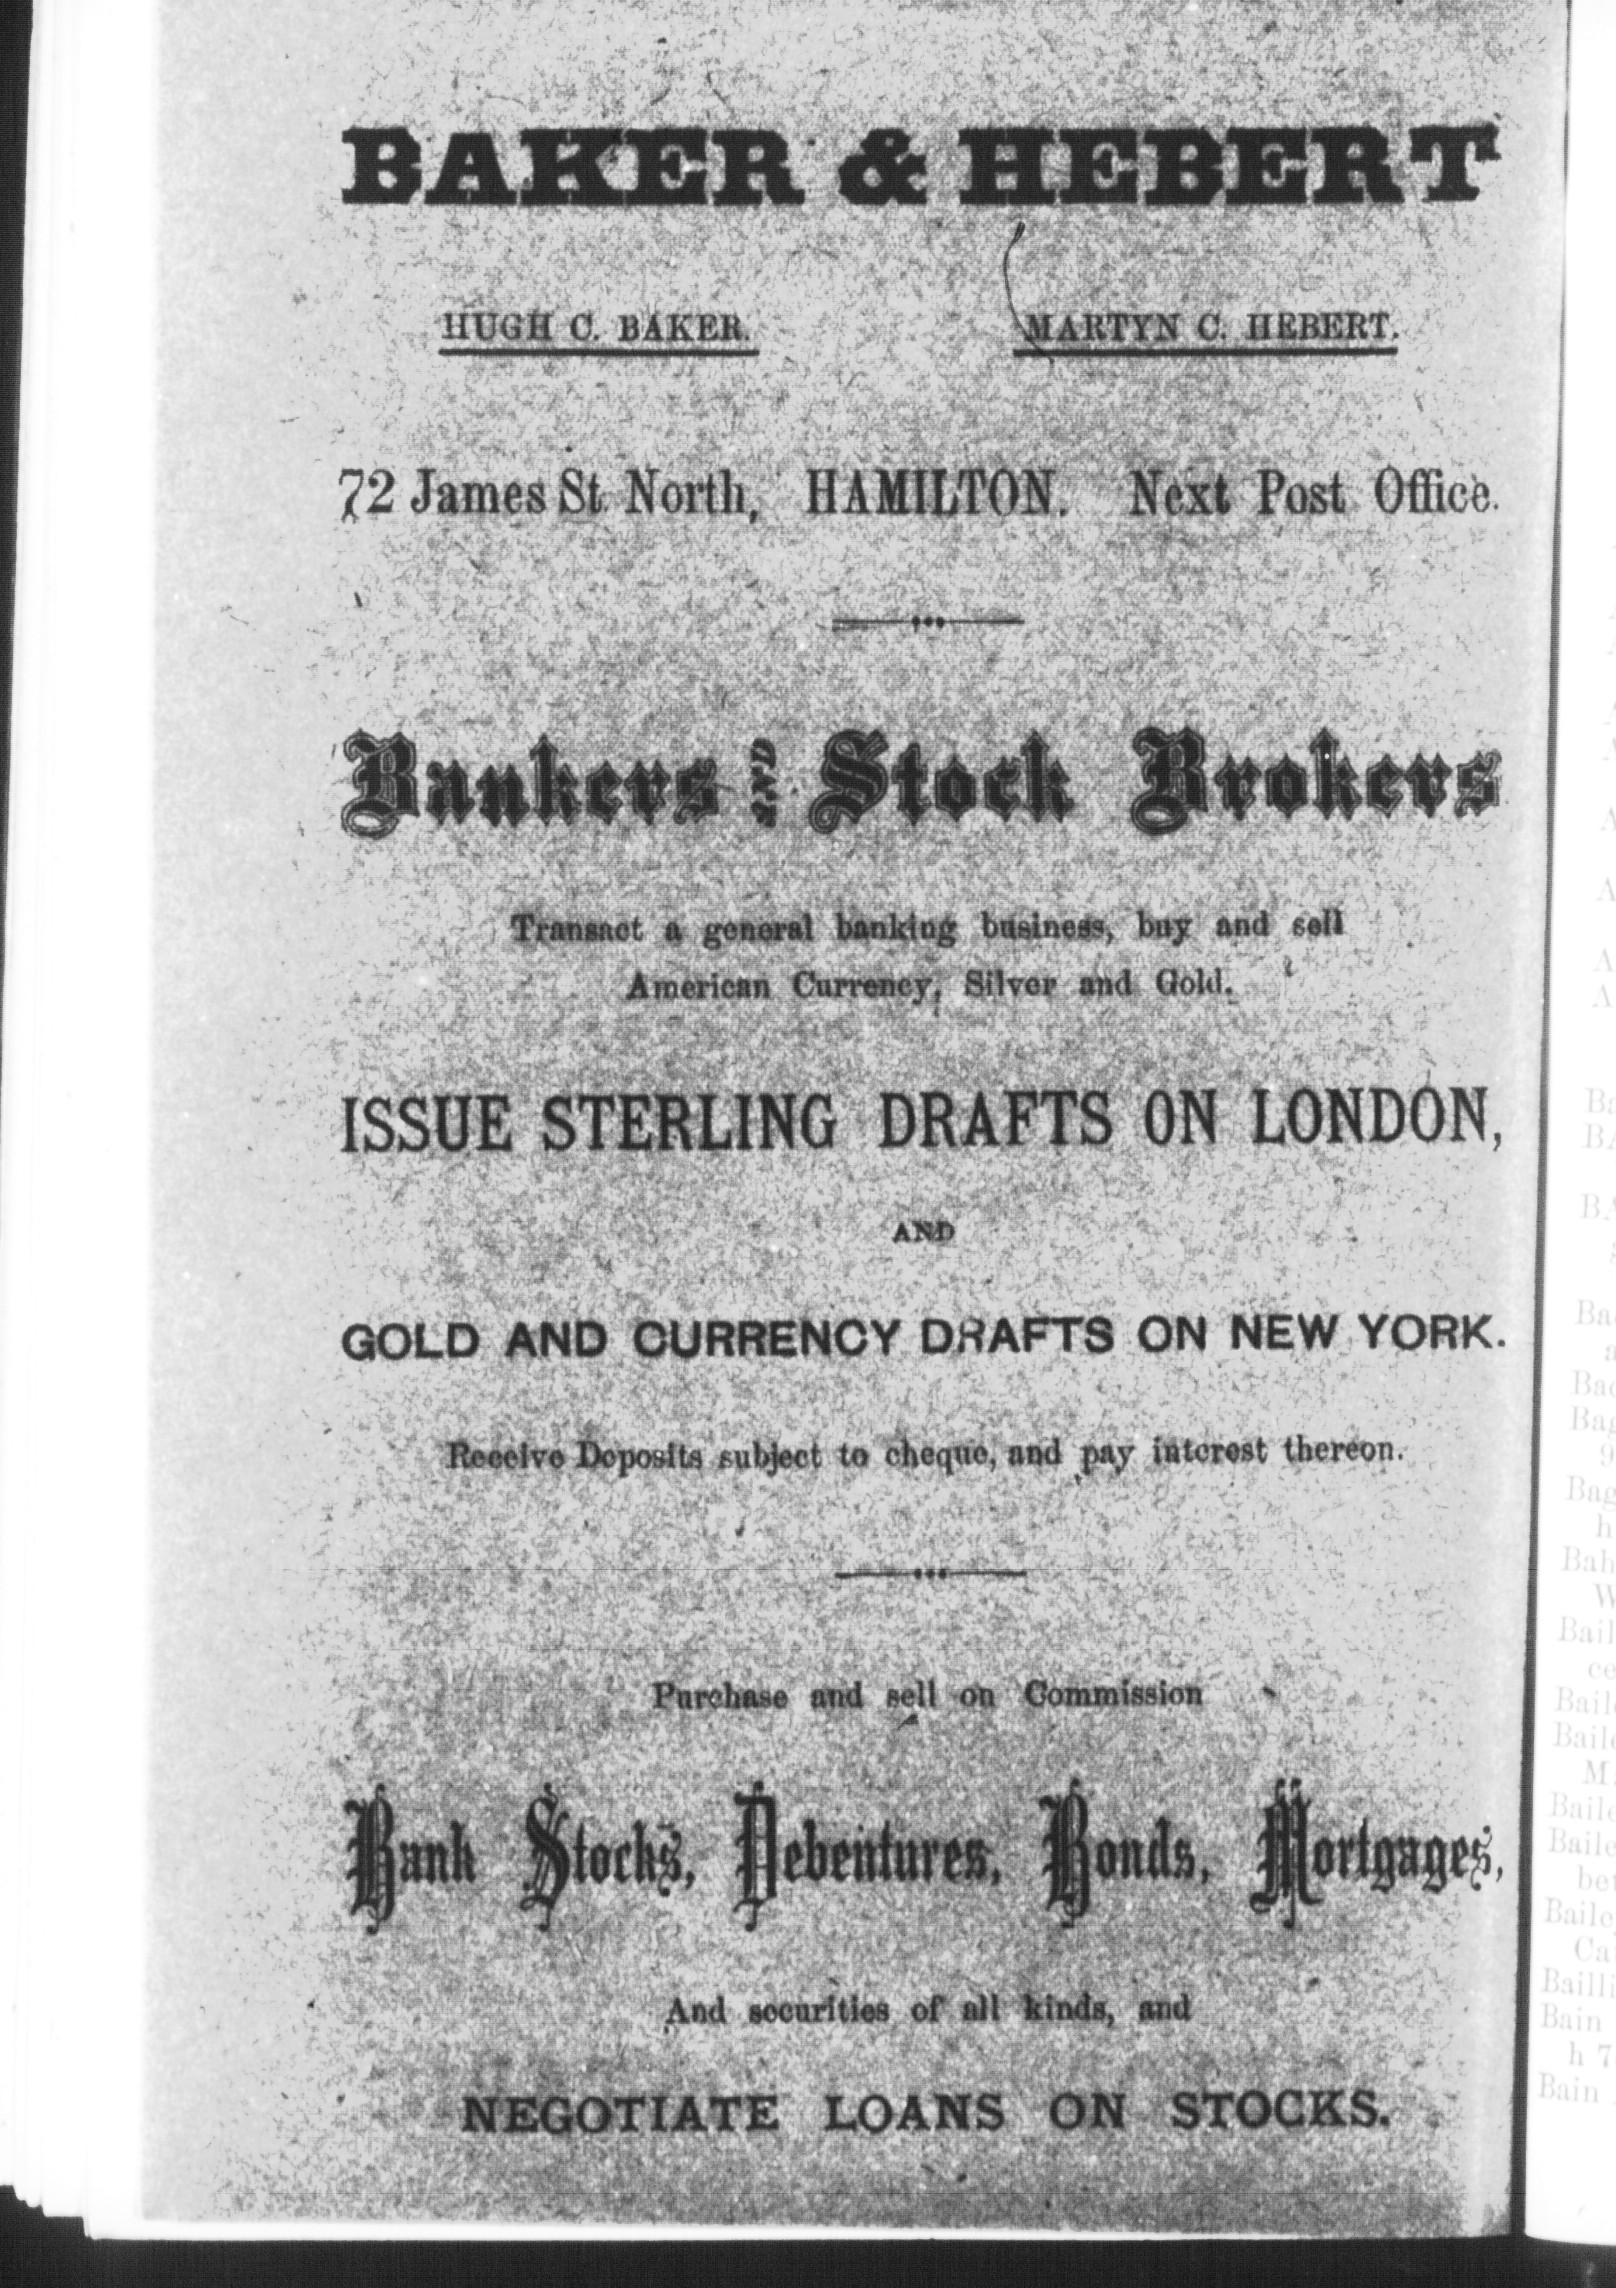 BAKER & HEBERT
HUGH C. BAKER. MARTYN C. HEBERT.
72 James St. North, HAMILTON. Next Post Office.
Bankers AND Stock Brokers
Transact a general banking business, buy and sell
American Currency, Silver and Gold.
ISSUE STERLING DRAFTS ON LONDON,
AND
GOLD AND CURRENCY DRAFTS ON NEW YORK.
Receive Deposits subject to cheque, and pay interest thereon.
Purchase and sell on Commission
Bank Stocks, Debentures, Bonds, Mortgages,
And securities of all kinds, and
NEGOTIATE LOANS ON STOCKS.
Bain
h 7
Bain